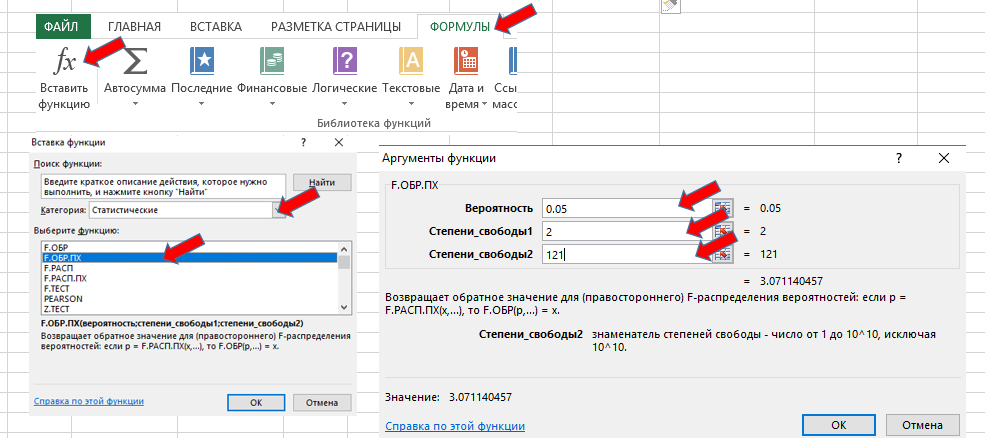 ФАЙЛ ГЛАВНАЯ ВСТАВКА РАЗМЕТКА СТРАНИЦЫ ФОРМУЛЫ
fx
Вставить функцию
Σ
Автосумма
Последние
Финансовые
Логические
A
Текстовые
Дата и время
Ссы
масс
Библиотека функций
Вставка функции ? ×
Поиск функции:
Введите краткое описание действия, которое нужно
выполнить, и нажмите кнопку "Найти"
Найти
Категория: Статистические
Выберите функцию:
F.ОБР
F.ОБР.ПХ
F.РАСП
F.РАСП.ПХ
F.ТЕСТ
PEARSON
Z.ТЕСТ
F.ОБР.ПХ(вероятность;степени_свободы1;степени_свободы2)
Возвращает обратное значение для (правостороннего) F-распределения
вероятностей: если p = F.РАСП.ПХ(x,...), то F.ОБР(p,...) = x.
Справка по этой функции
ОК Отмена
Аргументы функции ? ×
F.ОБР.ПХ
Вероятность 0.05 = 0.05
Степени_свободы1 2 = 2
Степени_свободы2 121 = 121
= 3.071140457
Возвращает обратное значение для (правостороннего) F-распределения вероятностей: если p =
F.РАСП.ПХ(x,...), то F.ОБР(p,...) = x.
Степени_свободы2 знаменатель степеней свободы - число от 1 до 10^10, исключая
10^10.
Значение: 3.071140457
Справка по этой функции
ОК Отмена